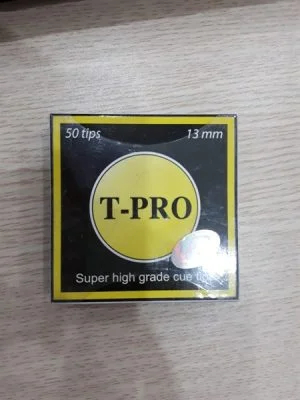 50 tips 13 mm
T-PRO
Super high grade cue